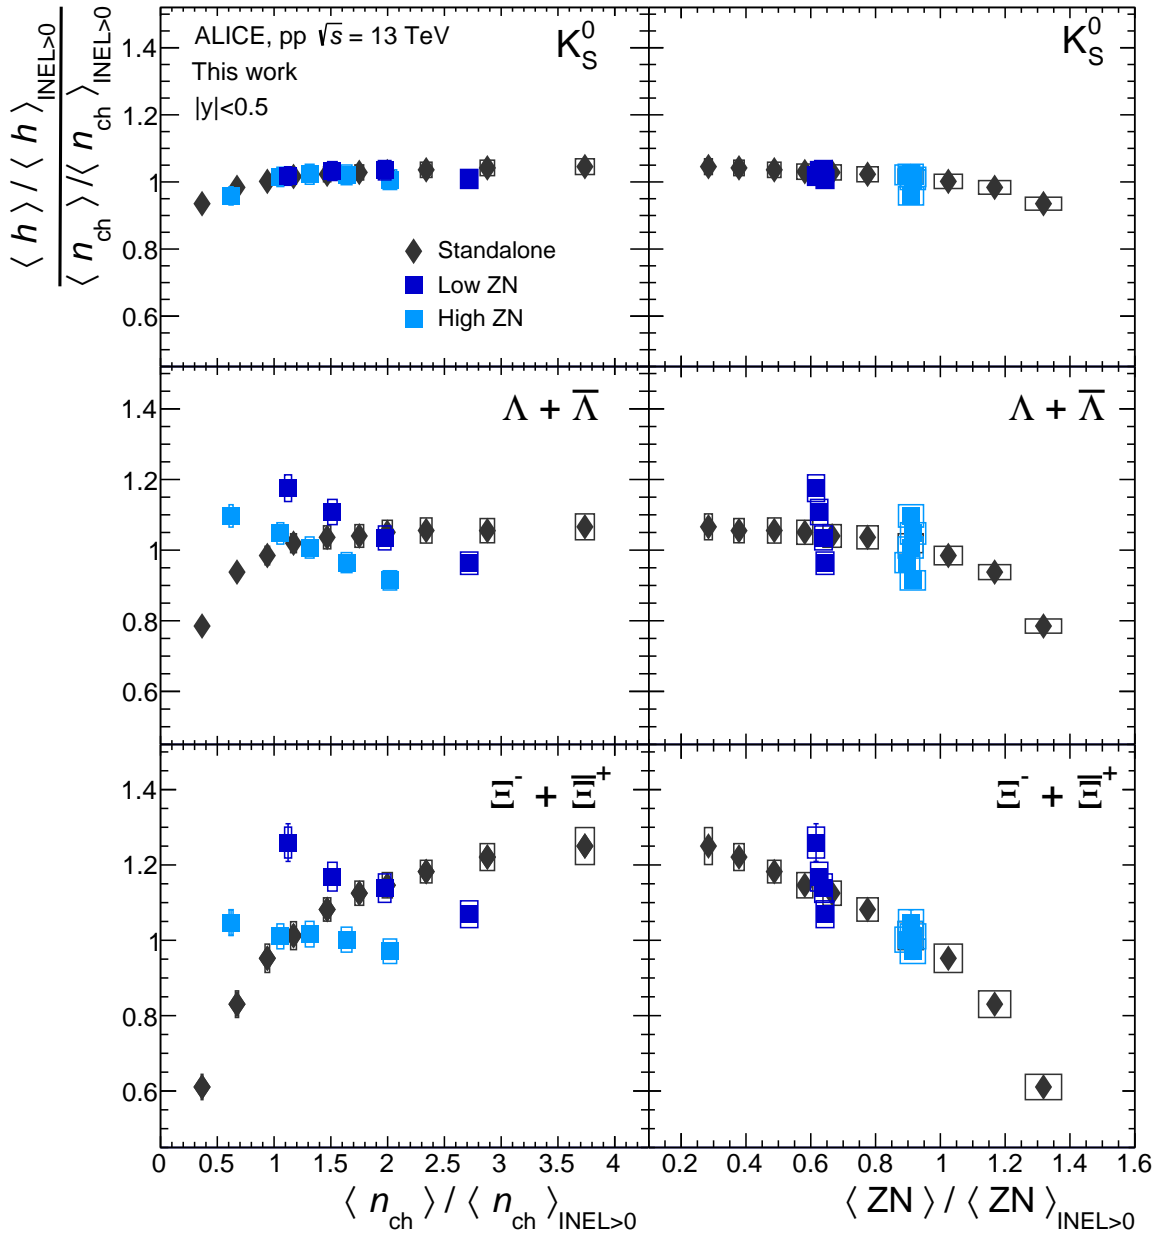 ⟨ h ⟩ / ⟨ h ⟩INEL>0
⟨ nch ⟩ / ⟨ nch ⟩INEL>0
ALICE, pp √s = 13 TeV
This work
|y|<0.5
K0S
K0S
Standalone
Low ZN
High ZN
1.4
1.2
1
0.8
0.6
Λ + Λ̅
Λ + Λ̅
1.4
1.2
1
0.8
0.6
Ξ- + Ξ̅+
Ξ- + Ξ̅+
1.4
1.2
1
0.8
0.6
0 0.5 1 1.5 2 2.5 3 3.5 4
0.2 0.4 0.6 0.8 1 1.2 1.4 1.6
⟨ nch ⟩ / ⟨ nch ⟩INEL>0
⟨ ZN ⟩ / ⟨ ZN ⟩INEL>0